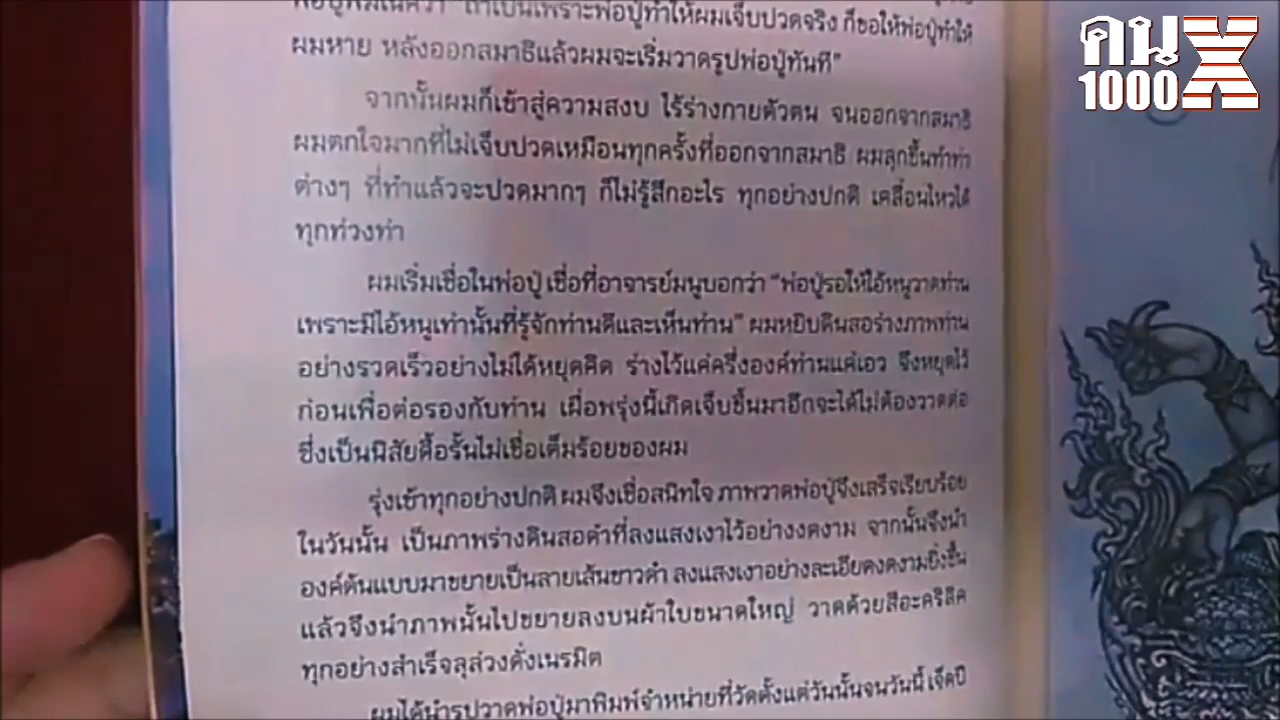 คน
1000
X
"ถ้าเป็นเพราะพ่อปู่ทำให้ผมเจ็บปวดจริง ก็ขอให้พ่อปู่ทำให้
ผมหาย หลังออกสมาธิแล้วผมจะเริ่มวาดรูปพ่อปู่ทันที"
จากนั้นผมก็เข้าสู่ความสงบ ไร้ร่างกายตัวตน จนออกจากสมาธิ
ผมตกใจมากที่ไม่เจ็บปวดเหมือนทุกครั้งที่ออกจากสมาธิ ผมลุกขึ้นทำท่า
ต่างๆ ที่ทำแล้วจะปวดมากๆ ก็ไม่รู้สึกอะไร ทุกอย่างปกติ เคลื่อนไหวได้
ทุกท่วงท่า
ผมเริ่มเชื่อในพ่อปู่ เชื่อที่อาจารย์มนูบอกว่า "พ่อปู่รอให้ไอ้หนูวาดท่าน
เพราะมีไอ้หนูเท่านั้นที่รู้จักท่านดีและเห็นท่าน" ผมหยิบดินสอร่างภาพท่าน
อย่างรวดเร็วอย่างไม่ได้หยุดคิด ร่างไว้แค่ครึ่งองค์ท่านแค่เอว จึงหยุดไว้
ก่อนเพื่อต่อรองกับท่าน เผื่อพรุ่งนี้เกิดเจ็บขึ้นมาอีกจะได้ไม่ต้องวาดต่อ
ซึ่งเป็นนิสัยดื้อรั้นไม่เชื่อเต็มร้อยของผม
รุ่งเช้าทุกอย่างปกติ ผมจึงเชื่อสนิทใจ ภาพวาดพ่อปู่จึงเสร็จเรียบร้อย
ในวันนั้น เป็นภาพร่างดินสอดำที่ลงแสงเงาไว้อย่างงดงาม จากนั้นจึงนำ
องค์ต้นแบบมาขยายเป็นลายเส้นขาวดำ ลงแสงเงาอย่างละเอียดงดงามยิ่งขึ้น
แล้วจึงนำภาพนั้นไปขยายลงบนผ้าใบขนาดใหญ่ วาดด้วยสีอะคริลิค
ทุกอย่างสำเร็จลุล่วงดั่งเนรมิต
ผมได้นำรูปวาดพ่อปู่มาพิมพ์จำหน่ายที่วัดตั้งแต่วันนั้นจนวันนี้ เจ็ดปี